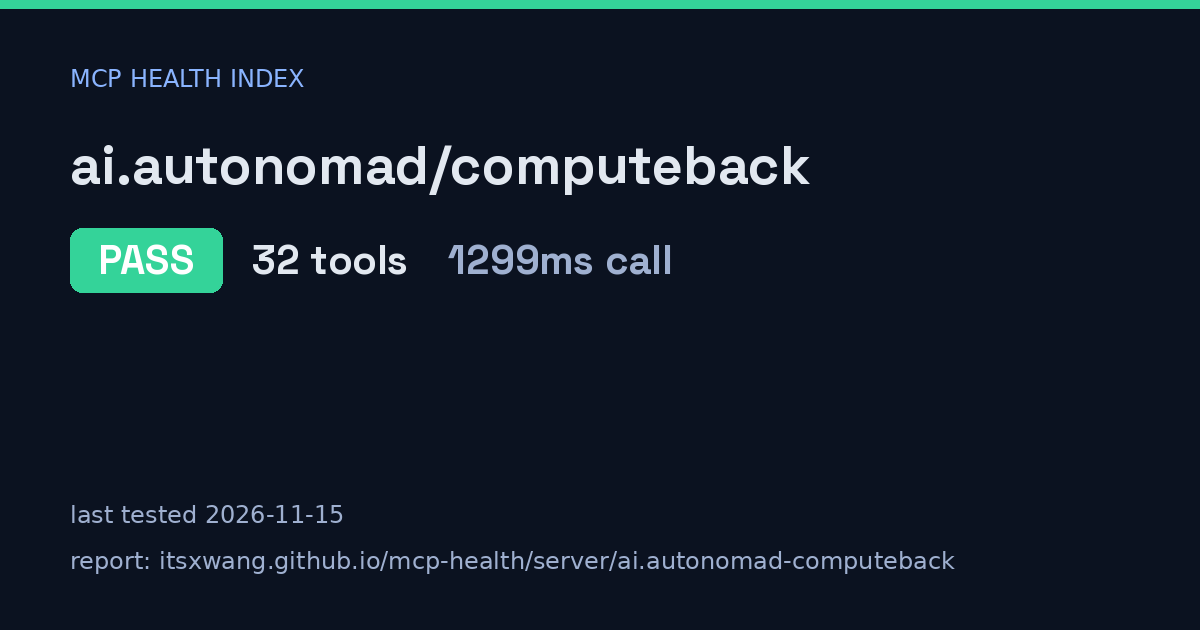 MCP HEALTH INDEX
ai.autonomad/computeback
PASS 32 tools 1299ms call
last tested 2026-11-15
report: itsxwang.github.io/mcp-health/server/ai.autonomad-computeback